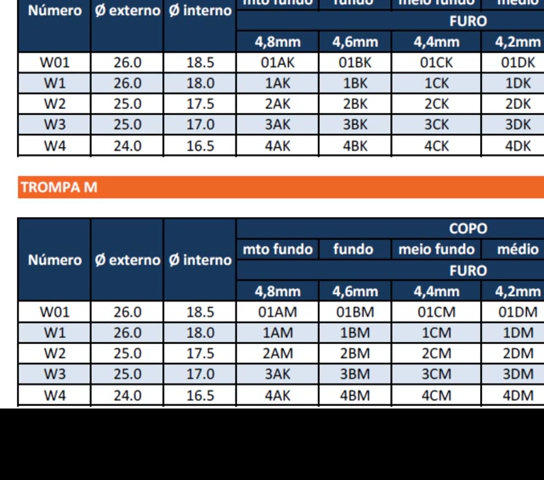 Número Ø externo Ø interno mto fundo fundo meio fundo médio
FURO
4,8mm 4,6mm 4,4mm 4,2mm
W01 26.0 18.5 01AK 01BK 01CK 01DK
W1 26.0 18.0 1AK 1BK 1CK 1DK
W2 25.0 17.5 2AK 2BK 2CK 2DK
W3 25.0 17.0 3AK 3BK 3CK 3DK
W4 24.0 16.5 4AK 4BK 4CK 4DK
TROMPA M
COPO
Número Ø externo Ø interno mto fundo fundo meio fundo médio
FURO
4,8mm 4,6mm 4,4mm 4,2mm
W01 26.0 18.5 01AM 01BM 01CM 01DM
W1 26.0 18.0 1AM 1BM 1CM 1DM
W2 25.0 17.5 2AM 2BM 2CM 2DM
W3 25.0 17.0 3AK 3BM 3CM 3DM
W4 24.0 16.5 4AK 4BM 4CM 4DM